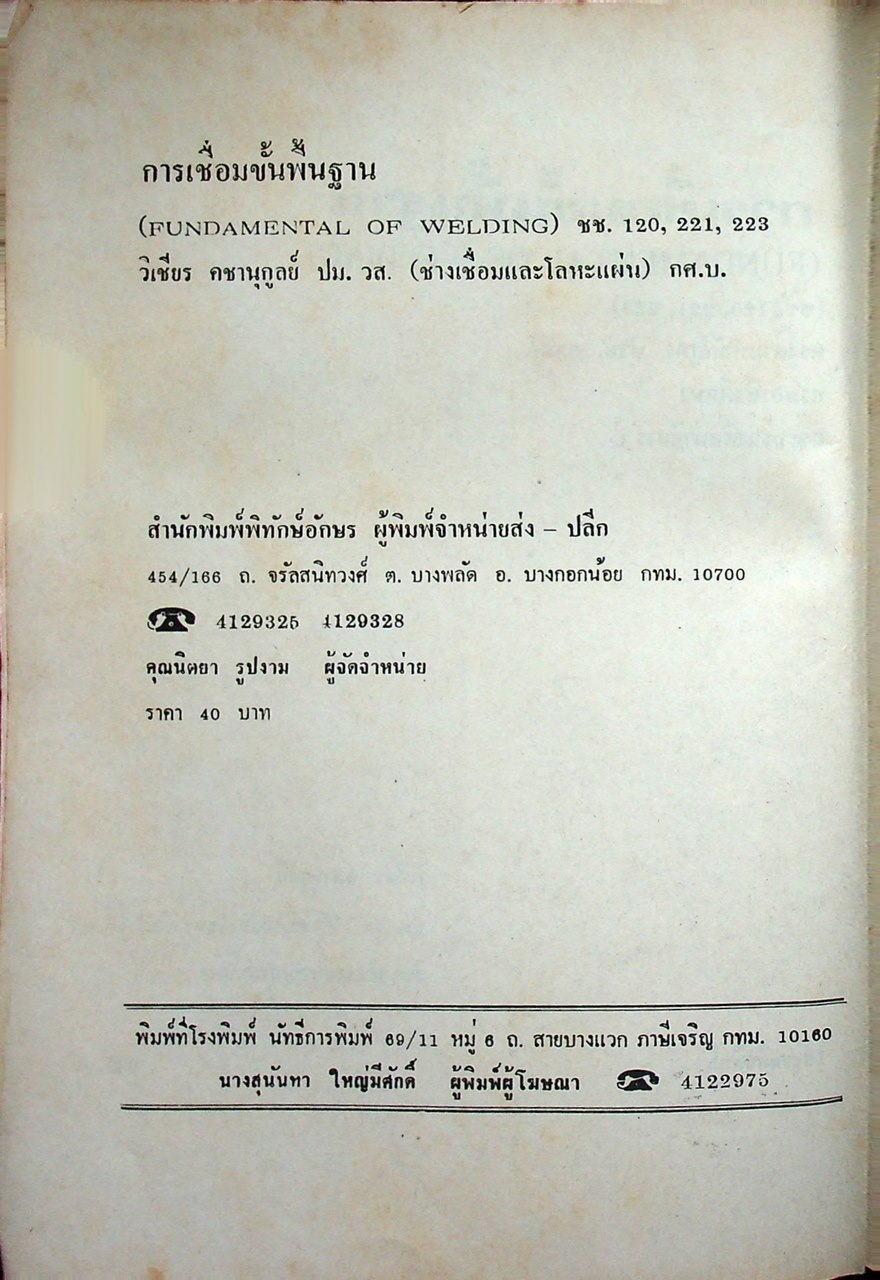 การเชื่อมขั้นพื้นฐาน
(FUNDAMENTAL OF WELDING) ชช. 120, 221, 223
วิเชียร คชานุกูลย์ ปม. วส. (ช่างเชื่อมและโลหะแผ่น) กศ.บ.
สำนักพิมพ์พิทักษ์อักษร ผู้พิมพ์จำหน่ายส่ง – ปลีก
454/166 ถ. จรัลสนิทวงศ์ ต. บางพลัด อ. บางกอกน้อย กทม. 10700
☎ 4129325 4129328
คุณนิตยา รูปงาม ผู้จัดจำหน่าย
ราคา 40 บาท
พิมพ์ที่โรงพิมพ์ นัทธีการพิมพ์ 69/11 หมู่ 6 ถ. สายบางแวก ภาษีเจริญ กทม. 10160
นางสุนันทา ใหญ่มีศักดิ์ ผู้พิมพ์ผู้โฆษณา ☎ 4122975